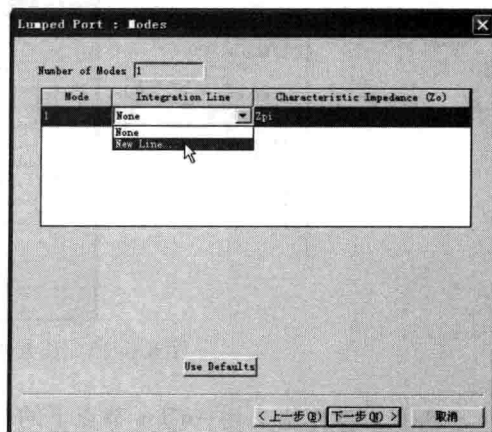 Lumped Port : Modes
Number of Modes 1
Mode Integration Line Characteristic Impedance (Zo)
1 None Zpi
None
New Line
Use Defaults
< 上一步(B) 下一步(N) > 取消